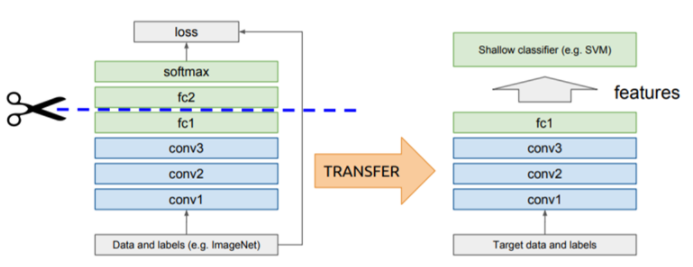 loss
softmax
fc2
fc1
conv3
conv2
conv1
Data and labels (e.g. ImageNet)
TRANSFER
Shallow classifier (e.g. SVM)
features
fc1
conv3
conv2
conv1
Target data and labels